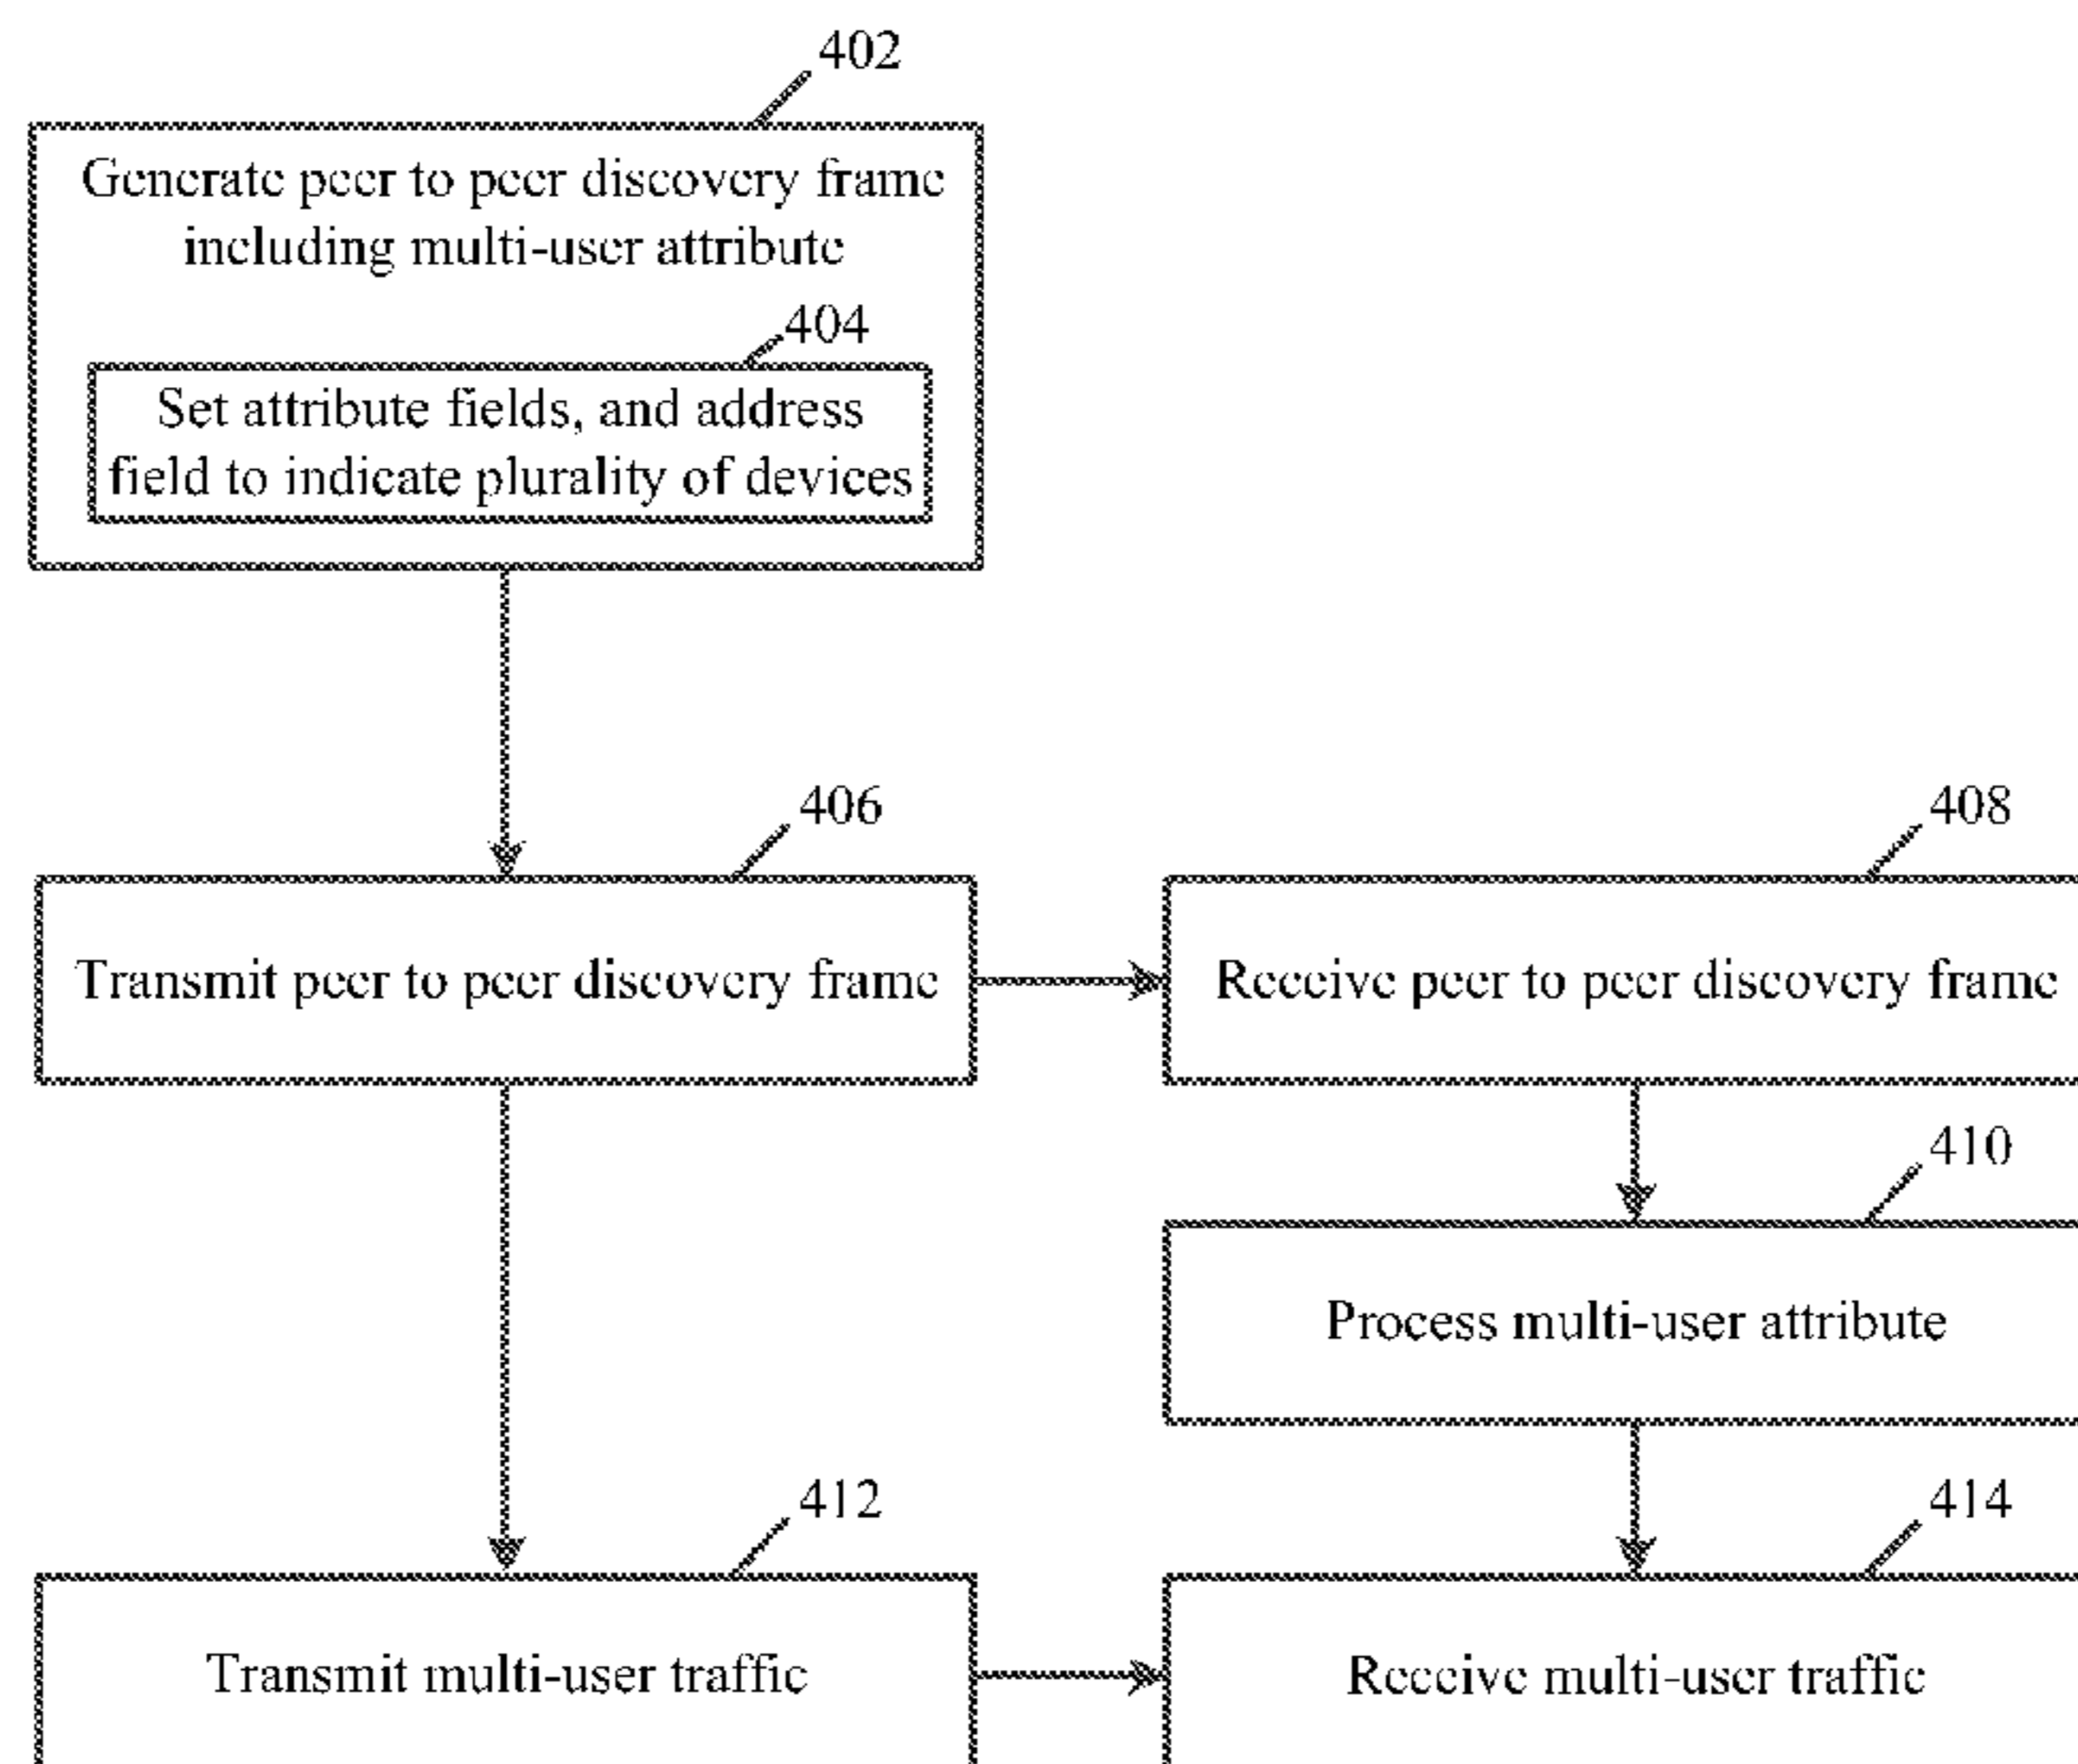 402
Generate peer to peer discovery frame
including multi-user attribute
404
Set attribute fields, and address
field to indicate plurality of devices
406
Transmit peer to peer discovery frame
408
Receive peer to peer discovery frame
410
Process multi-user attribute
412
Transmit multi-user traffic
414
Receive multi-user traffic